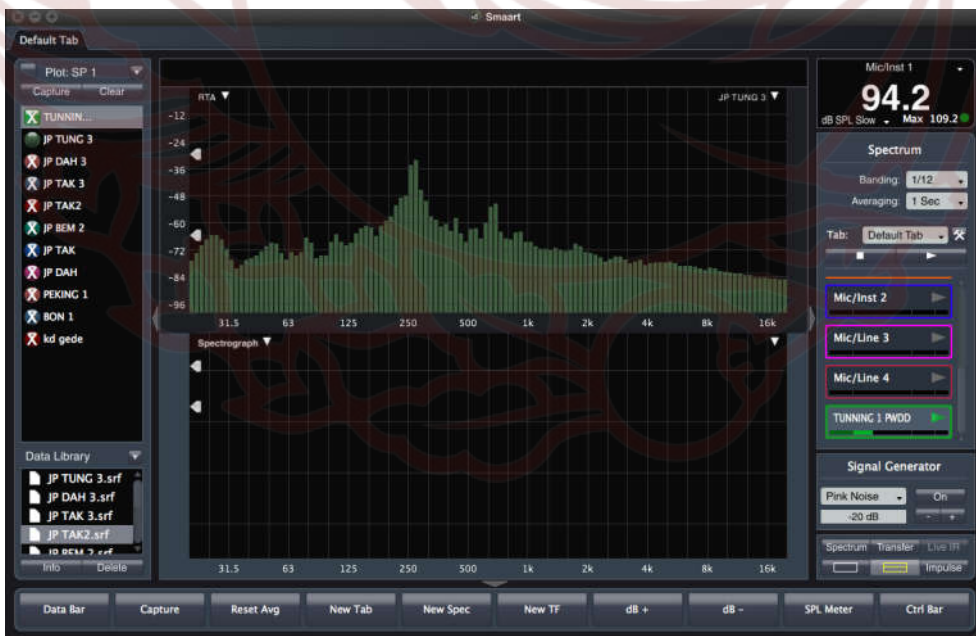 Smaart
Default Tab
Plot: SP 1
Capture Clear
TUNNIN...
JP TUNG 3
JP DAH 3
JP TAK 3
JP TAK2
JP BEM 2
JP TAK
JP DAH
PEKING 1
BON 1
kd gede
Data Library
JP TUNG 3.srf
JP DAH 3.srf
JP TAK 3.srf
JP TAK2.srf
JP BEM 2.srf
Info Delete
RTA JP TUNG 3
-12
-24
-36
-48
-60
-72
-84
-96
31.5 63 125 250 500 1k 2k 4k 8k 16k
Spectrograph
31.5 63 125 250 500 1k 2k 4k 8k 16k
Mic/Inst 1
94.2
dB SPL Slow Max 109.2
Spectrum
Banding: 1/12
Averaging: 1 Sec
Tab: Default Tab
Mic/Inst 2
Mic/Line 3
Mic/Line 4
TUNNING 1 PWDD
Signal Generator
Pink Noise On
-20 dB - +
Spectrum Transfer Live IR
Impulse
Data Bar Capture Reset Avg New Tab New Spec New TF dB + dB - SPL Meter Ctrl Bar